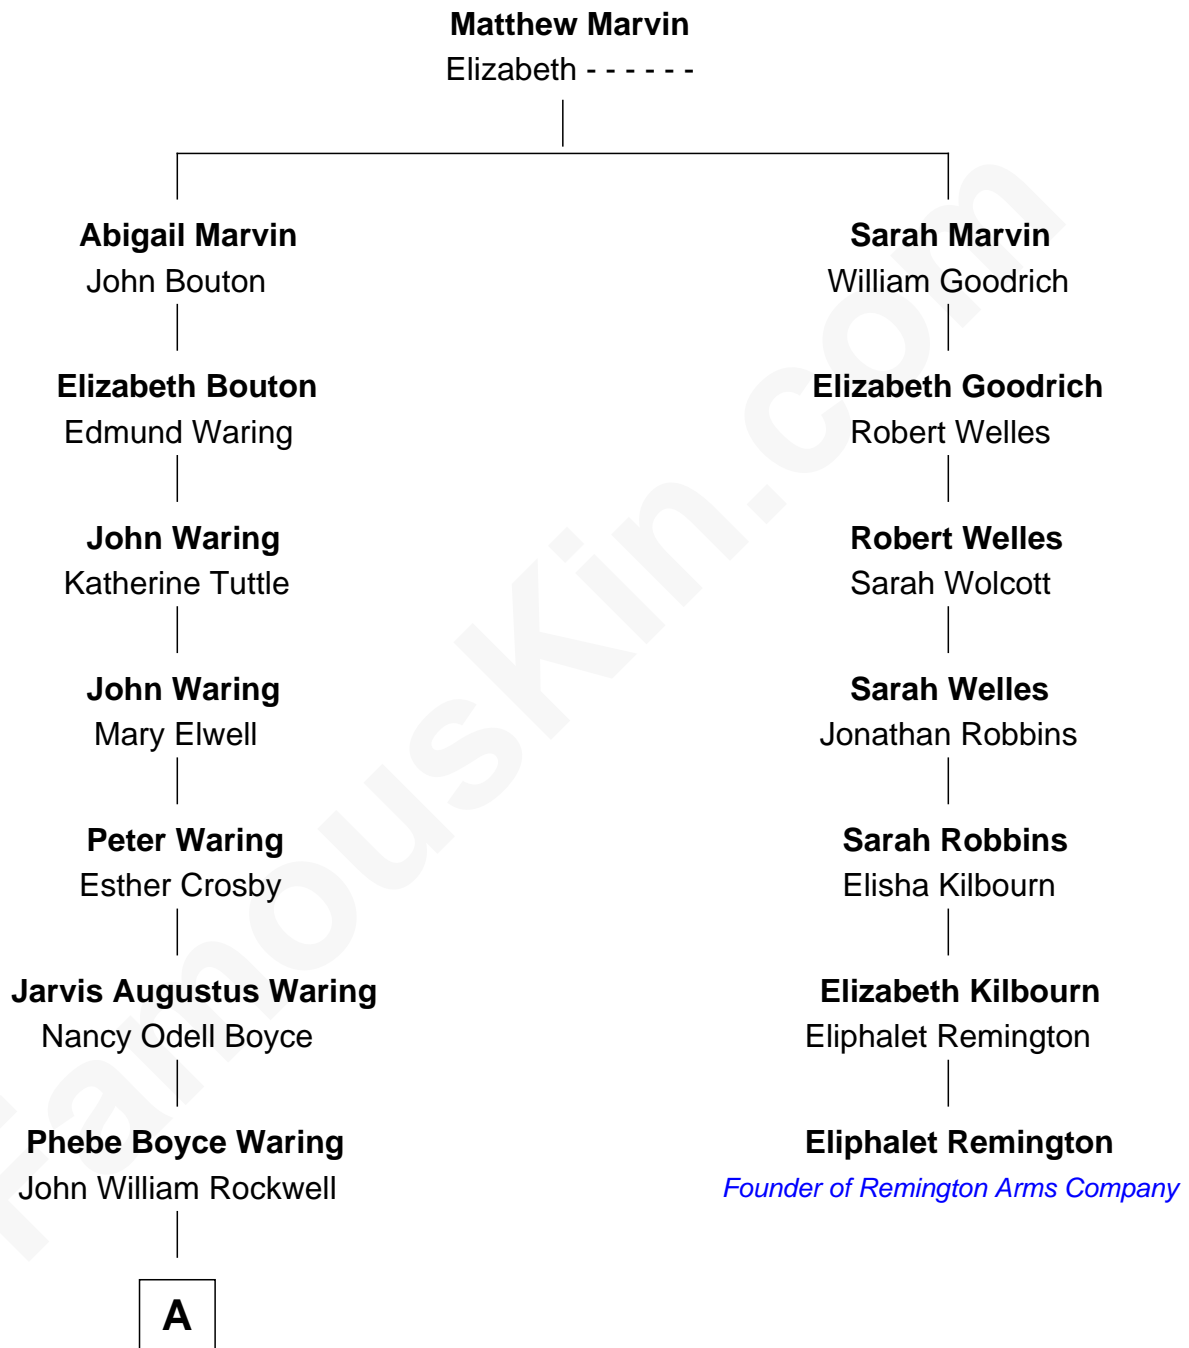 Matthew Marvin
Elizabeth - - - - - -
Abigail Marvin
John Bouton
Sarah Marvin
William Goodrich
Elizabeth Bouton
Edmund Waring
Elizabeth Goodrich
Robert Welles
John Waring
Katherine Tuttle
Robert Welles
Sarah Wolcott
John Waring
Mary Elwell
Sarah Welles
Jonathan Robbins
Peter Waring
Esther Crosby
Sarah Robbins
Elisha Kilbourn
Jarvis Augustus Waring
Nancy Odell Boyce
Elizabeth Kilbourn
Eliphalet Remington
Phebe Boyce Waring
John William Rockwell
Eliphalet Remington
Founder of Remington Arms Company
A
FamousKin.com